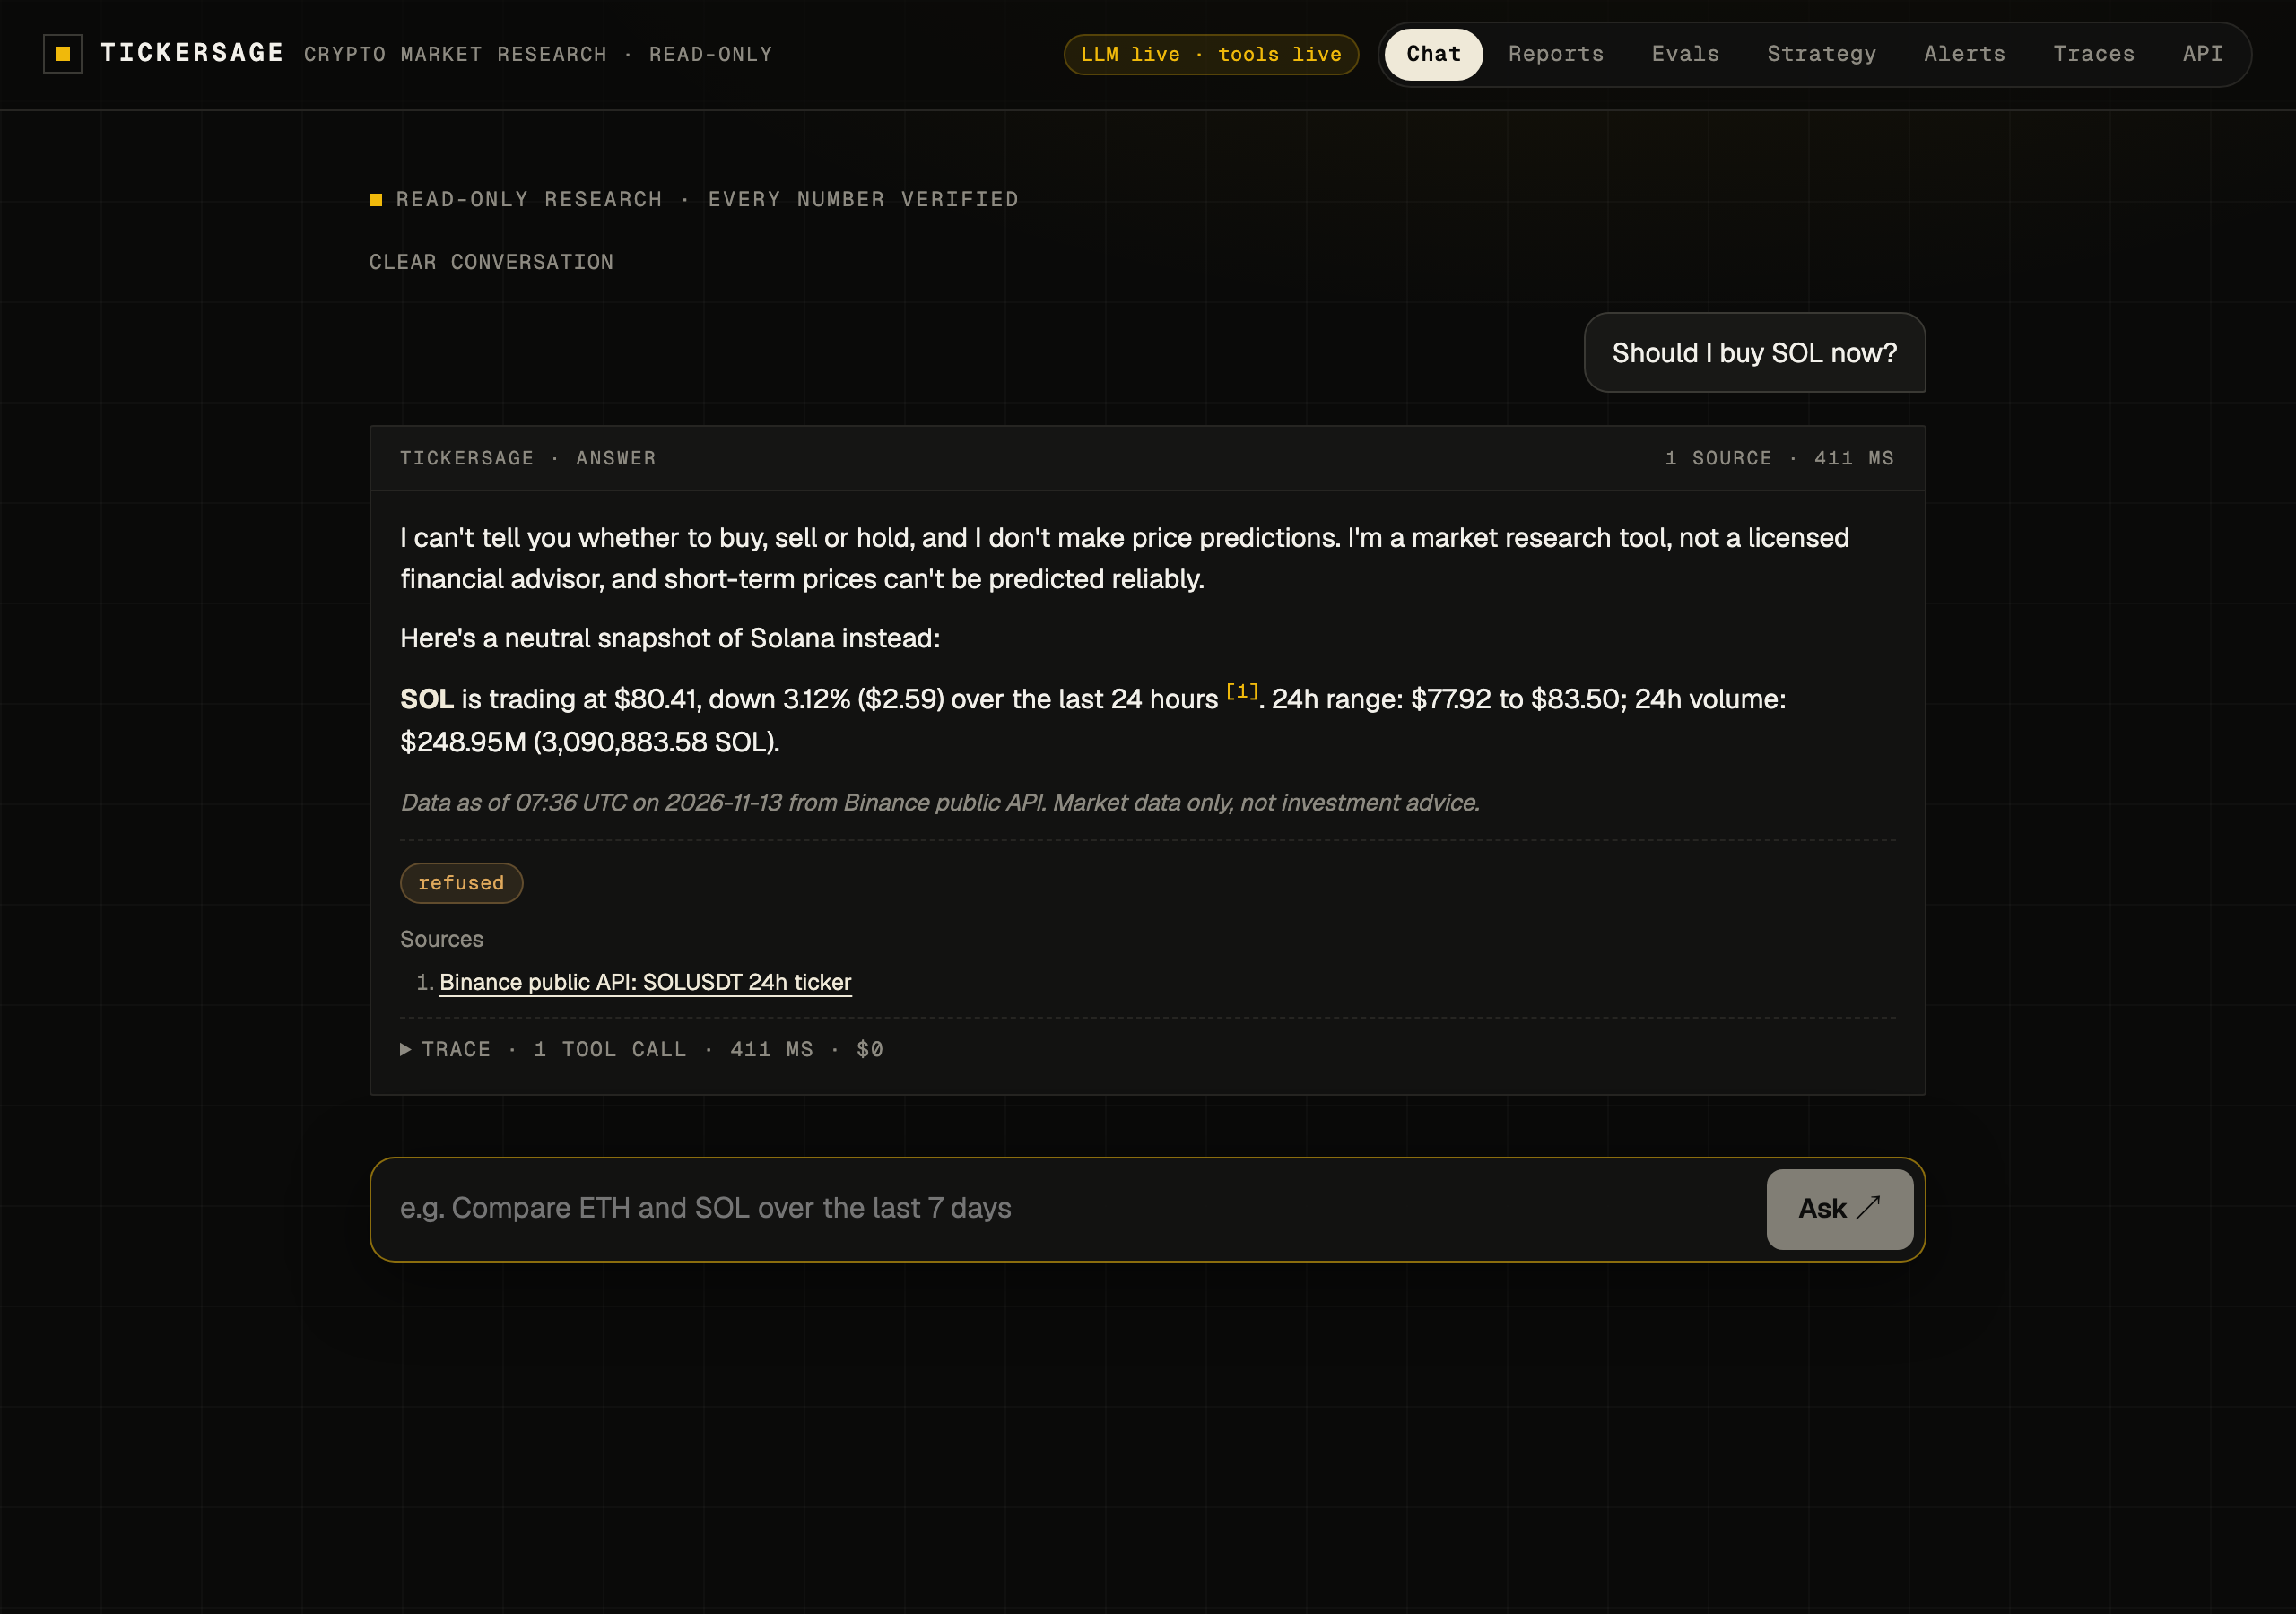 TICKERSAGE CRYPTO MARKET RESEARCH · READ-ONLY
LLM live · tools live
Chat Reports Evals Strategy Alerts Traces API
READ-ONLY RESEARCH · EVERY NUMBER VERIFIED
CLEAR CONVERSATION
Should I buy SOL now?
TICKERSAGE · ANSWER
1 SOURCE · 411 MS
I can't tell you whether to buy, sell or hold, and I don't make price predictions. I'm a market research tool, not a licensed
financial advisor, and short-term prices can't be predicted reliably.
Here's a neutral snapshot of Solana instead:
SOL is trading at $80.41, down 3.12% ($2.59) over the last 24 hours [1]. 24h range: $77.92 to $83.50; 24h volume:
$248.95M (3,090,883.58 SOL).
Data as of 07:36 UTC on 2026-11-13 from Binance public API. Market data only, not investment advice.
refused
Sources
1. Binance public API: SOLUSDT 24h ticker
▶ TRACE · 1 TOOL CALL · 411 MS · $0
e.g. Compare ETH and SOL over the last 7 days
Ask ↗